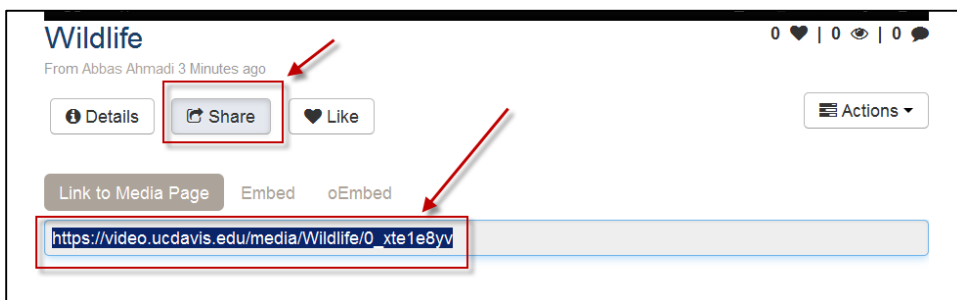 Wildlife
0 | 0 | 0
From Abbas Ahmadi 3 Minutes ago
Details Share Like Actions
Link to Media Page Embed oEmbed
https://video.ucdavis.edu/media/Wildlife/0_xte1e8yv